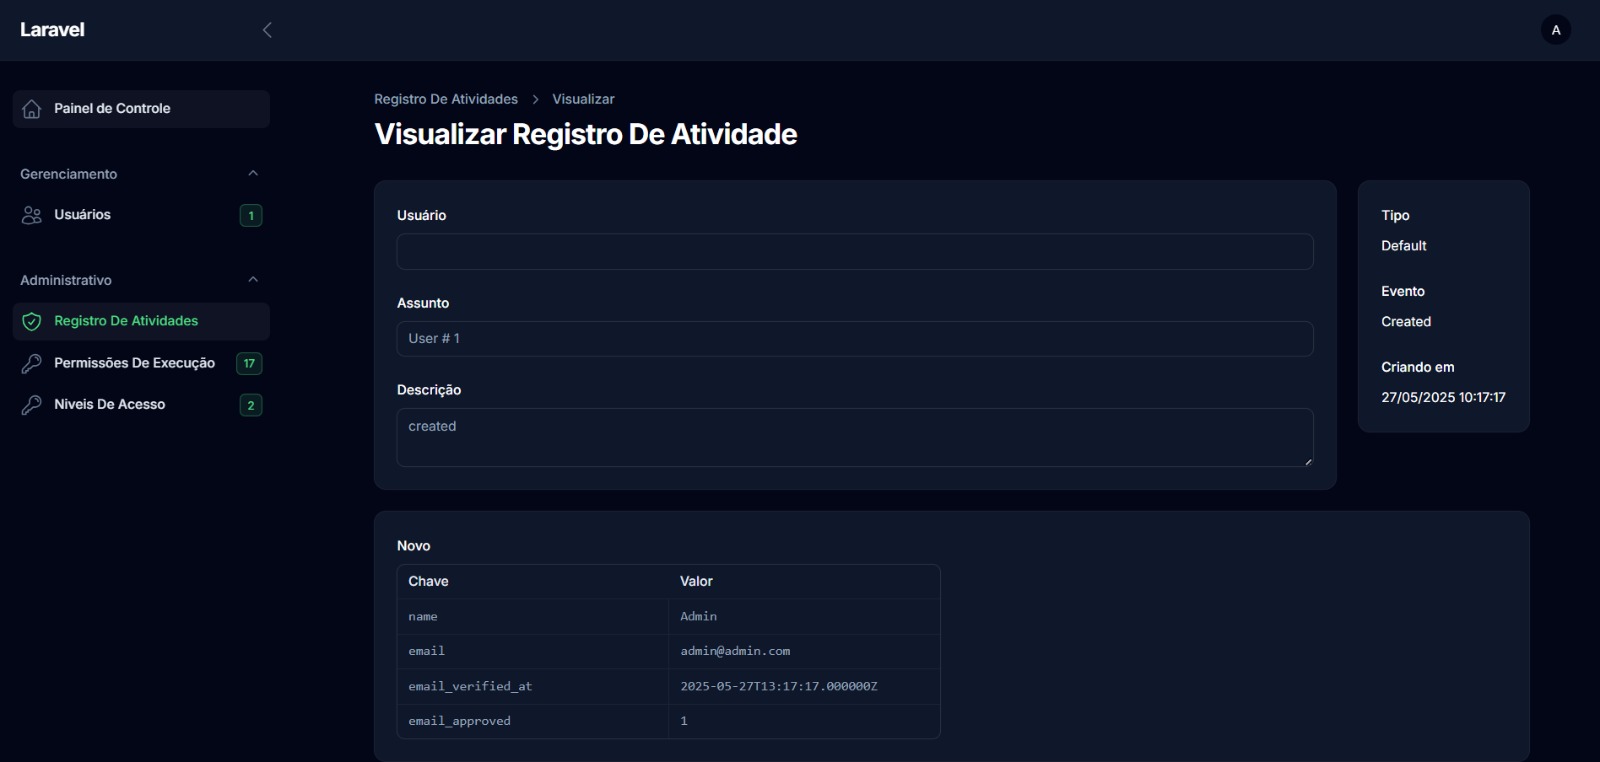 Laravel
A
Painel de Controle
Gerenciamento
Usuários
1
Administrativo
Registro De Atividades
Permissões De Execução
17
Niveis De Acesso
2
Registro De Atividades
Visualizar
Visualizar Registro De Atividade
Usuário
Assunto
User # 1
Descrição
created
Tipo
Default
Evento
Created
Criando em
27/05/2025 10:17:17
Novo
Chave Valor
name Admin
email admin@admin.com
email_verified_at 2025-05-27T13:17:17.000000Z
email_approved 1